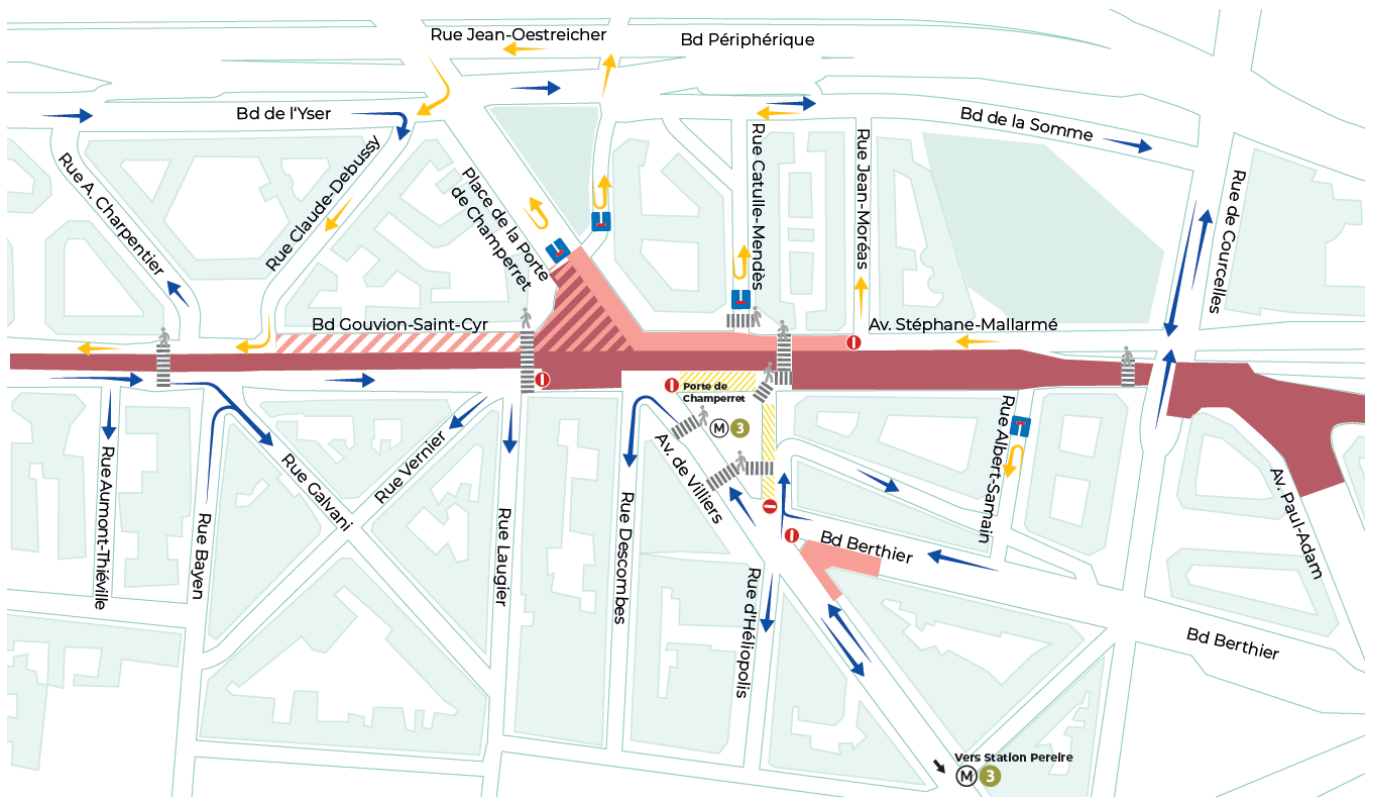 Rue Jean-Oestreicher
Bd Périphérique
Bd de l'Yser
Bd de la Somme
Rue A. Charpentier
Rue Claude-Debussy
Place de la Porte
de Champerret
Rue Catulle-Mendès
Rue Jean-Moréas
Rue de Courcelles
Bd Gouvion-Saint-Cyr
Av. Stéphane-Mallarmé
Porte de
Champerret
M 3
Rue Aumont-Thiéville
Rue Bayen
Rue Galvani
Rue Vernier
Rue Laugier
Rue Descombes
Av. de Villiers
Rue d'Héliopolis
Bd Berthier
Rue Albert-Samain
Av. Paul-Adam
Bd Berthier
Vers Station Pereire
M 3